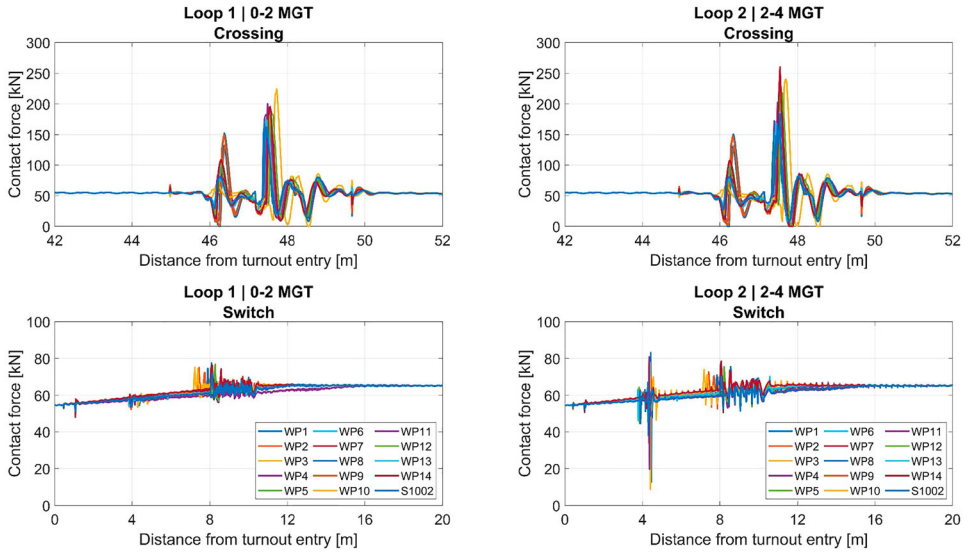 Loop 1 | 0-2 MGT
Crossing
300
250
200
150
100
50
0
Contact force [kN]
42 44 46 48 50 52
Distance from turnout entry [m]
Loop 2 | 2-4 MGT
Crossing
300
250
200
150
100
50
0
Contact force [kN]
42 44 46 48 50 52
Distance from turnout entry [m]
Loop 1 | 0-2 MGT
Switch
100
80
60
40
20
0
Contact force [kN]
WP1 WP6 WP11
WP2 WP7 WP12
WP3 WP8 WP13
WP4 WP9 WP14
WP5 WP10 S1002
0 4 8 12 16 20
Distance from turnout entry [m]
Loop 2 | 2-4 MGT
Switch
100
80
60
40
20
0
Contact force [kN]
WP1 WP6 WP11
WP2 WP7 WP12
WP3 WP8 WP13
WP4 WP9 WP14
WP5 WP10 S1002
0 4 8 12 16 20
Distance from turnout entry [m]